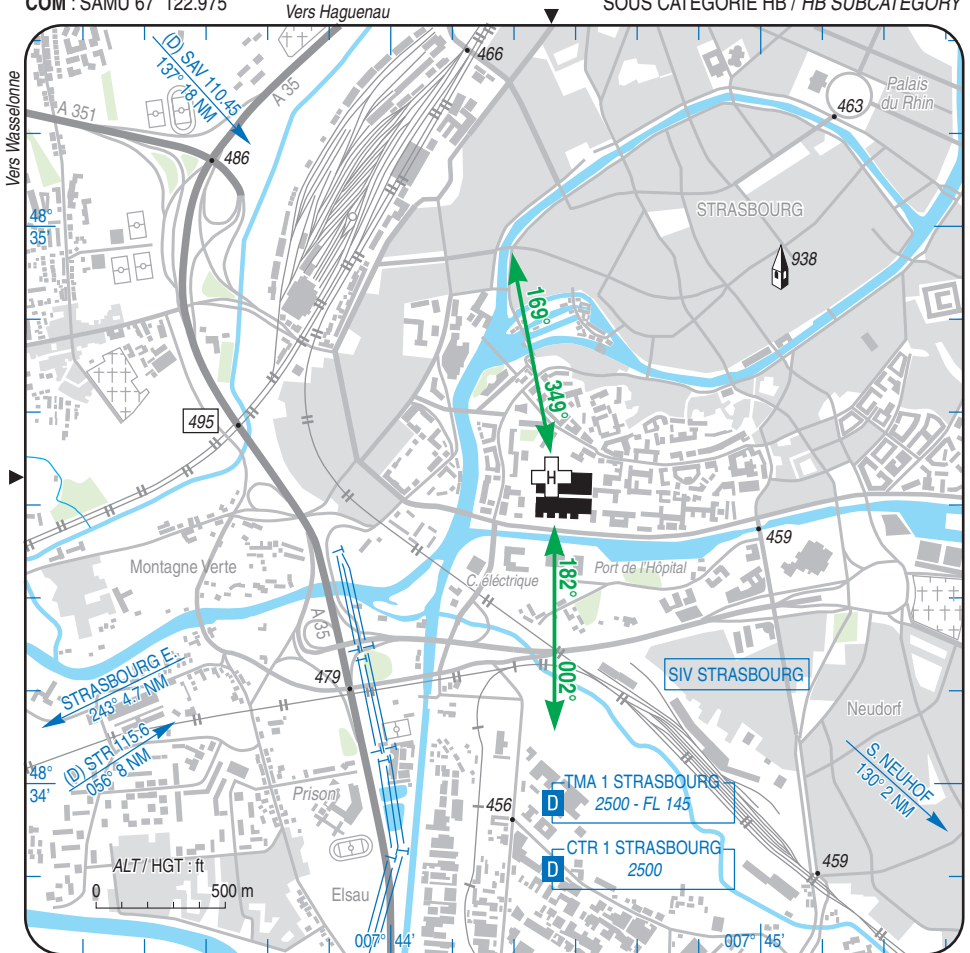 COM : SAMU 67 122.975
Vers Haguenau
SOUS CATEGORIE HB / HB SUBCATEGORY
Vers Wasselonne
A 351
(D) SAV 110.45
137° 18 NM
A 35
466
Palais
du Rhin
463
486
48°
35'
STRASBOURG
938
169°
349°
495
H
459
Montagne Verte
C. électrique
Port de l'Hôpital
182°
002°
A 35
STRASBOURG E.
243° 4.7 NM
479
SIV STRASBOURG
Neudorf
(D) STR 115.6
056° 8 NM
S. NEUHOF
130° 2 NM
48°
34'
Prison
456
D
TMA 1 STRASBOURG
2500 - FL 145
D
CTR 1 STRASBOURG
2500
459
ALT / HGT : ft
0 500 m
Elsau
007° 44'
007° 45'